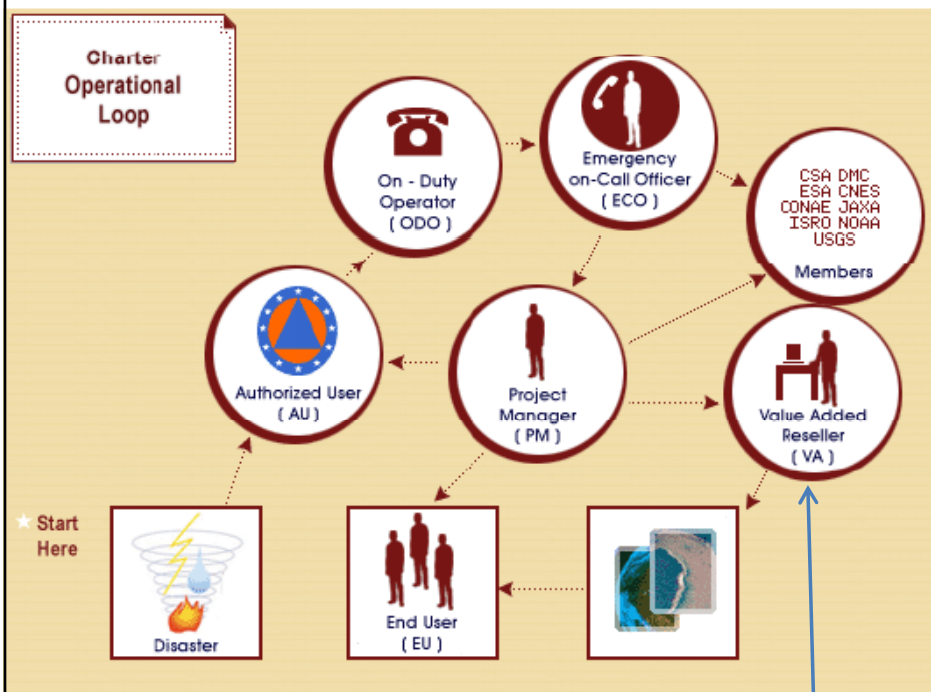 Charter
Operational
Loop
On - Duty
Operator
( ODO )
Emergency
on-Call Officer
( ECO )
CSA DMC
ESA CNES
CONAE JAXA
ISRO NOAA
USGS
Members
Authorized User
( AU )
Project
Manager
( PM )
Value Added
Reseller
( VA )
Start
Here
Disaster
End User
( EU )